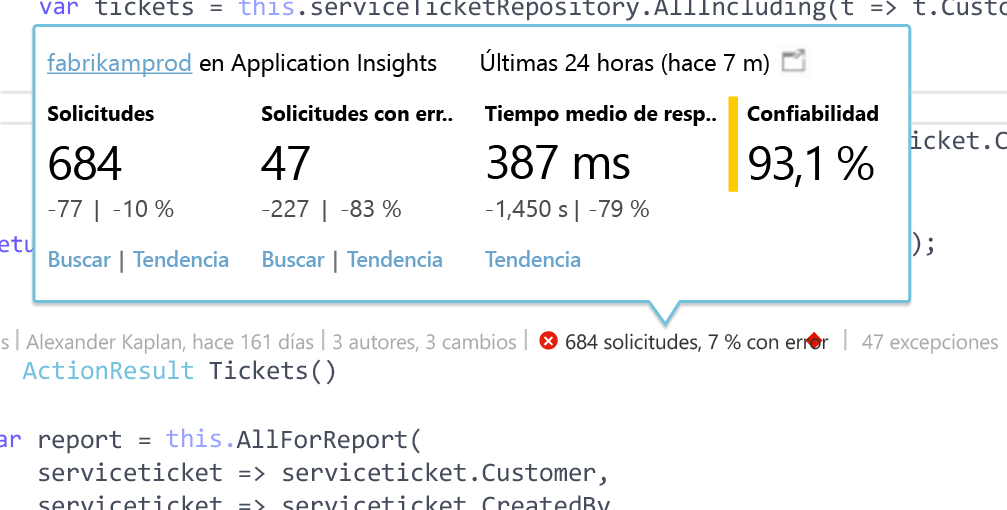 var tickets = this.serviceTicketRepository.AllIncluding(t => t.Custo
fabrikamprod en Application Insights Últimas 24 horas (hace 7 m)
Solicitudes Solicitudes con err.. Tiempo medio de resp.. Confiabilidad
icket.C
684 47 387 ms 93,1 %
-77 | -10 % -227 | -83 % -1,450 s | -79 %
etu );
Buscar | Tendencia Buscar | Tendencia Tendencia
s | Alexander Kaplan, hace 161 días | 3 autores, 3 cambios | 684 solicitudes, 7 % con error | 47 excepciones
ActionResult Tickets()
ar report = this.AllForReport(
serviceticket => serviceticket.Customer,
serviceticket => serviceticket.CreatedBy